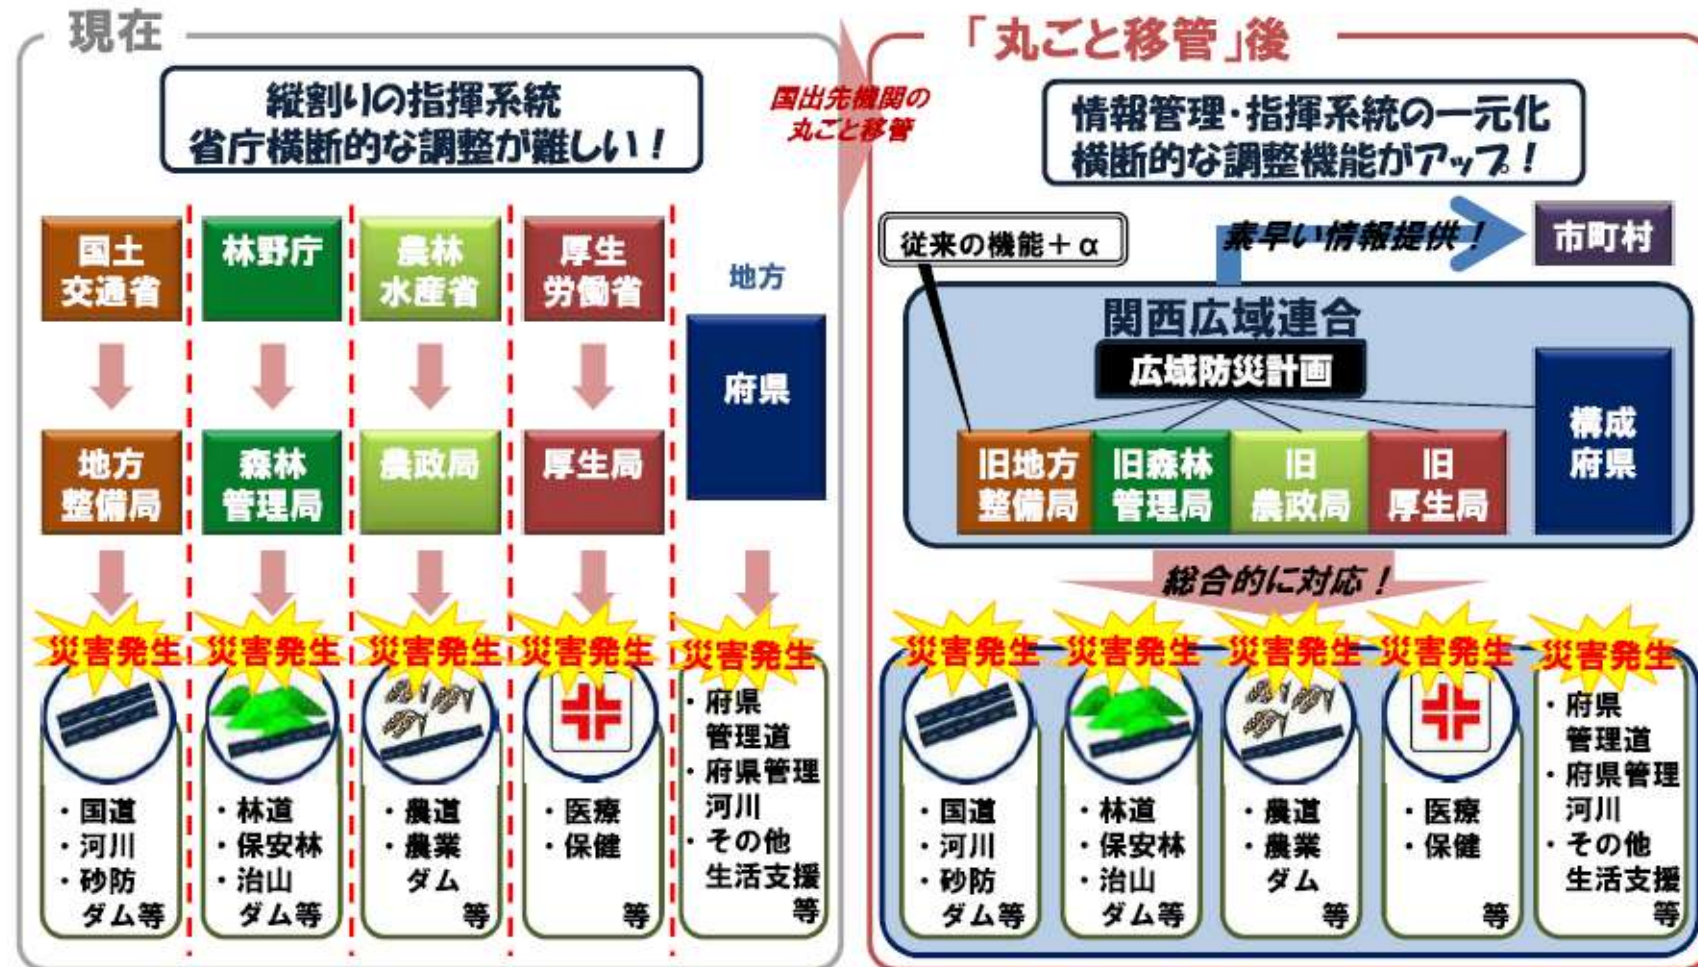 現在
縦割りの指揮系統
省庁横断的な調整が難しい！
国土
交通省
林野庁
農林
水産省
厚生
労働省
地方
府県
地方
整備局
森林
管理局
農政局
厚生局
災害発生
災害発生
災害発生
災害発生
災害発生
・国道
・河川
・砂防
ダム等
・林道
・保安林
・治山
ダム等
・農道
・農業
ダム
等
・医療
・保健
等
・府県
管理道
・府県管理
河川
・その他
生活支援
等
国出先機関の
丸ごと移管
「丸ごと移管」後
情報管理・指揮系統の一元化
横断的な調整機能がアップ！
従来の機能＋α
素早い情報提供！
市町村
関西広域連合
広域防災計画
旧地方
整備局
旧森林
管理局
旧
農政局
旧
厚生局
構成
府県
総合的に対応！
災害発生
災害発生
災害発生
災害発生
災害発生
・国道
・河川
・砂防
ダム等
・林道
・保安林
・治山
ダム等
・農道
・農業
ダム
等
・医療
・保健
等
・府県
管理道
・府県管理
河川
・その他
生活支援
等